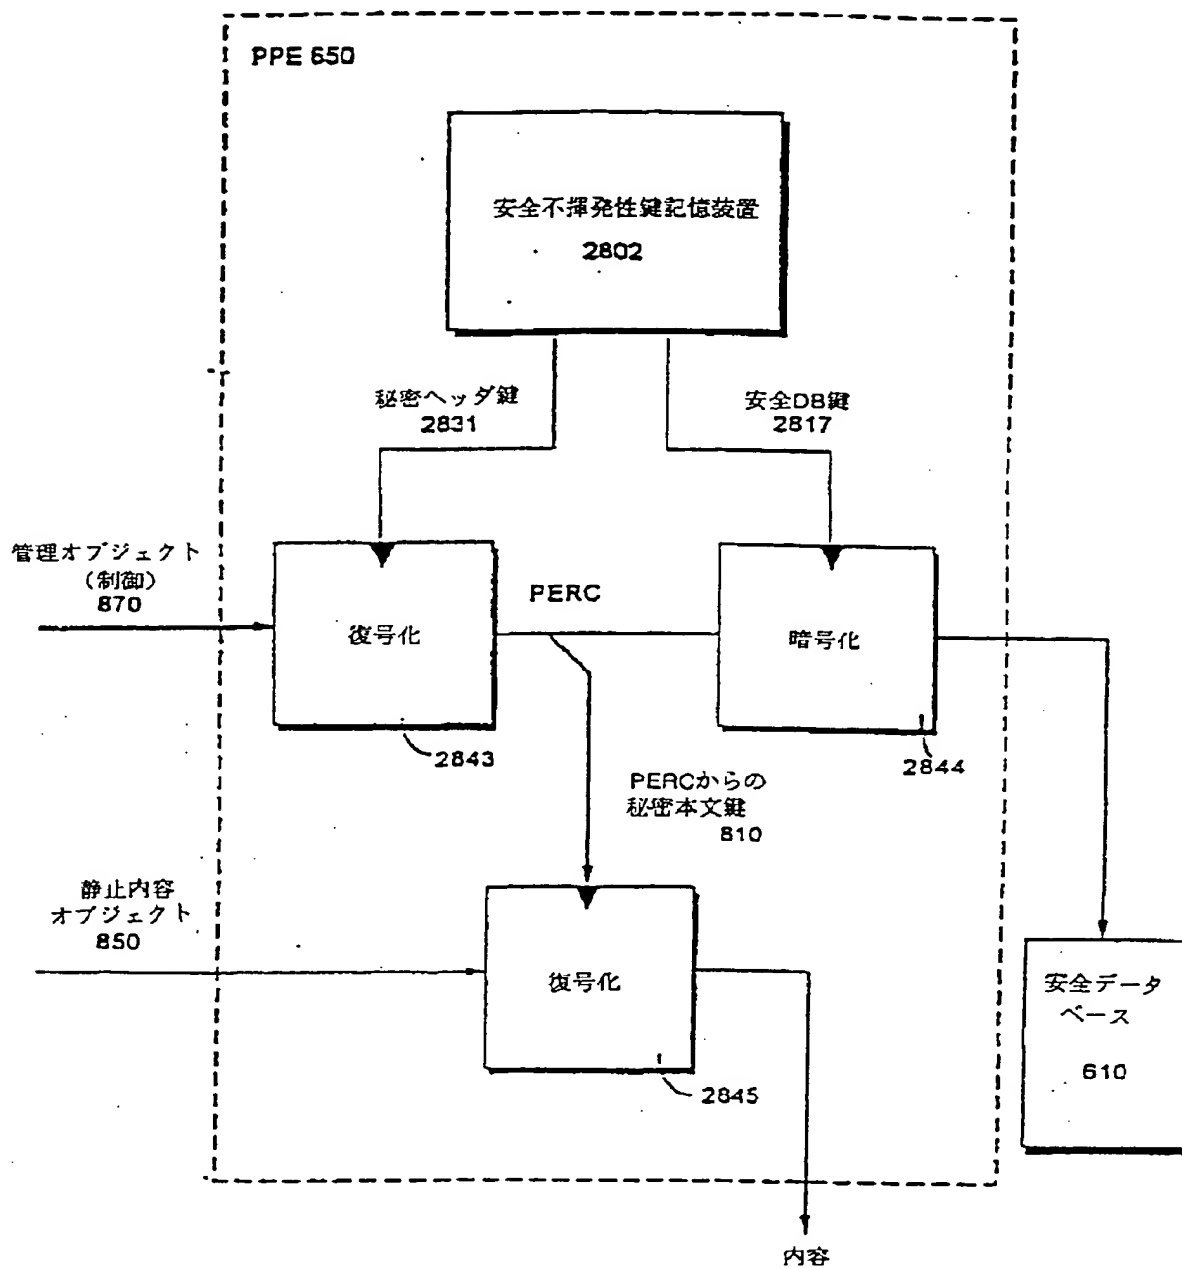 PPE 650
安全不揮発性鍵記憶装置
2802
秘密ヘッダ鍵
2831
安全DB鍵
2817
管理オブジェクト
(制御)
870
復号化
PERC
暗号化
2843
2844
PERCからの
秘密本文鍵
810
静止内容
オブジェクト
850
復号化
2845
安全データ
ベース
610
内容